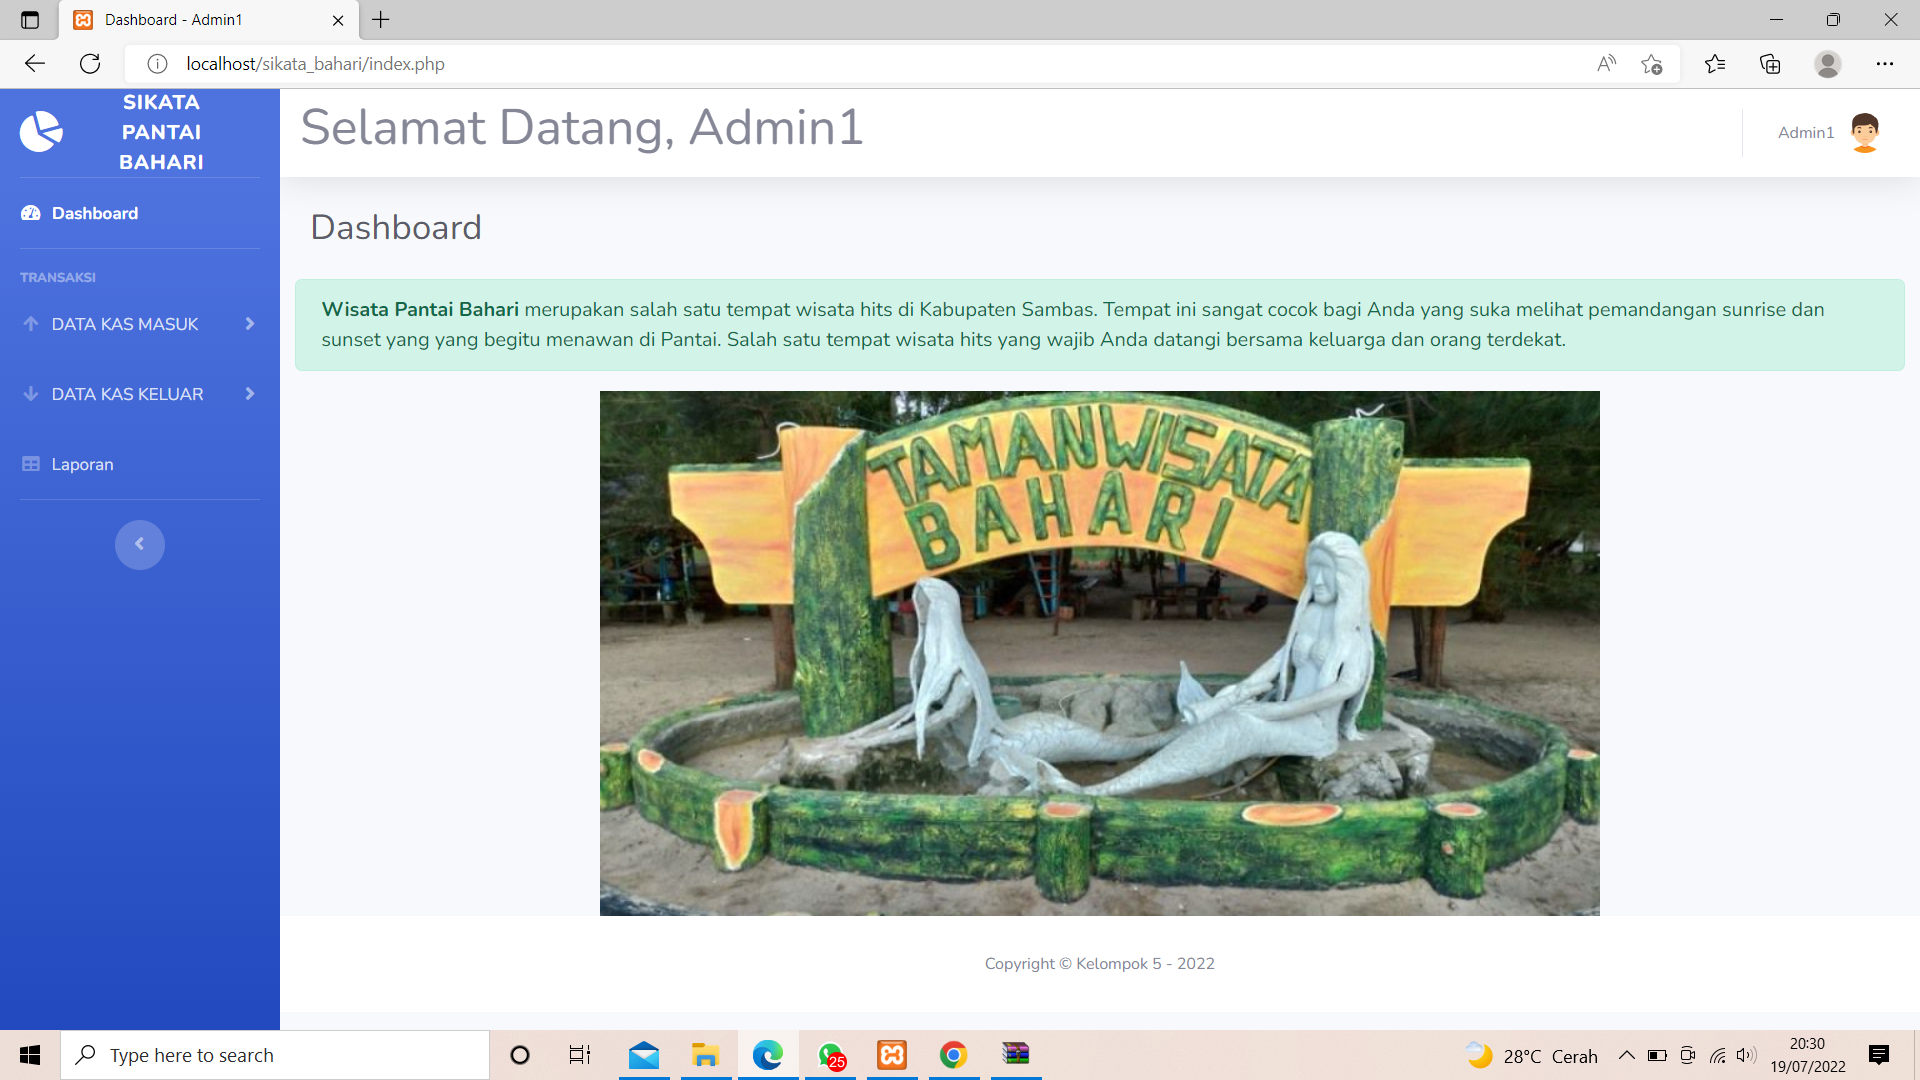 Dashboard - Admin1
localhost/sikata_bahari/index.php
SIKATA
PANTAI
BAHARI
Selamat Datang, Admin1
Admin1
Dashboard
TRANSAKSI
DATA KAS MASUK
DATA KAS KELUAR
Laporan
Dashboard
Wisata Pantai Bahari merupakan salah satu tempat wisata hits di Kabupaten Sambas. Tempat ini sangat cocok bagi Anda yang suka melihat pemandangan sunrise dan
sunset yang yang begitu menawan di Pantai. Salah satu tempat wisata hits yang wajib Anda datangi bersama keluarga dan orang terdekat.
TAMAN WISATA
BAHARI
Copyright © Kelompok 5 - 2022
Type here to search
25
28°C Cerah
20:30
19/07/2022